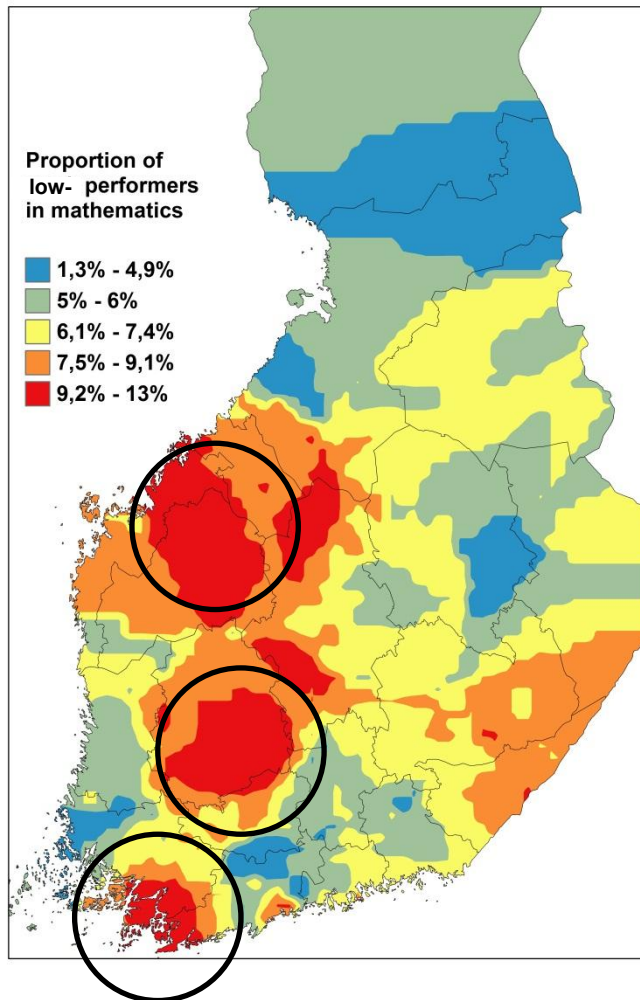 Proportion of
low- performers
in mathematics
1,3% - 4,9%
5% - 6%
6,1% - 7,4%
7,5% - 9,1%
9,2% - 13%